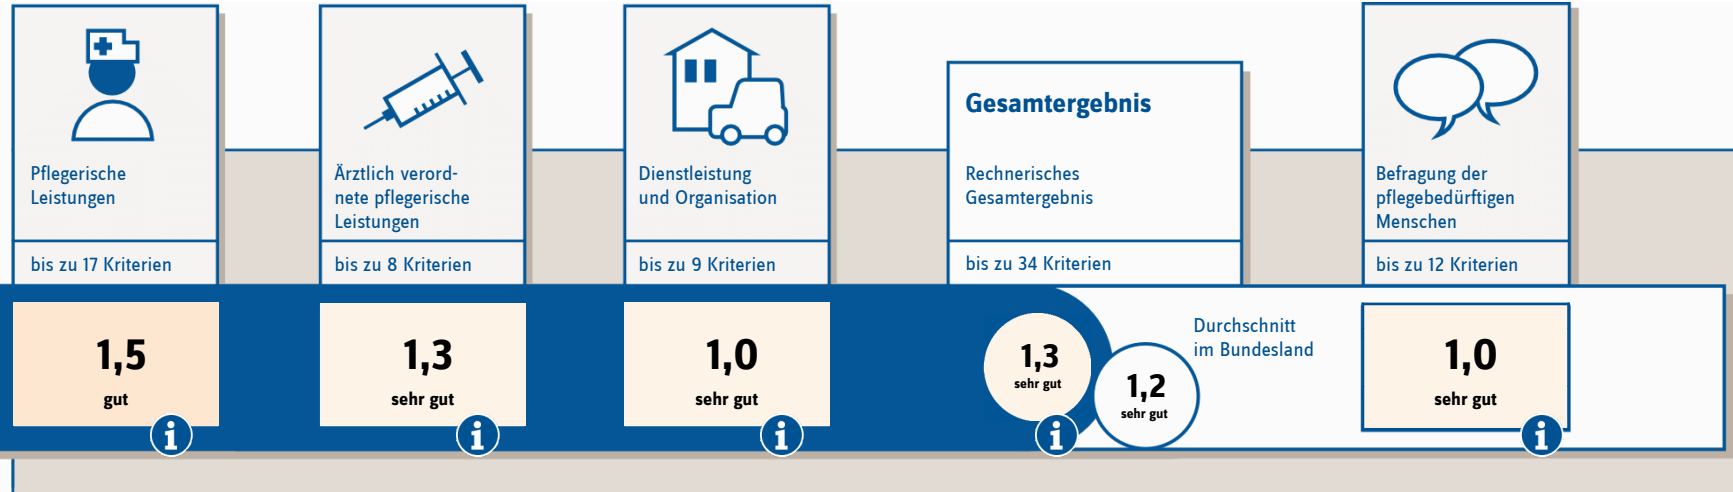 Pflegerische
Leistungen
bis zu 17 Kriterien
1,5
gut
i
Ärztlich verord-
nete pflegerische
Leistungen
bis zu 8 Kriterien
1,3
sehr gut
i
Dienstleistung
und Organisation
bis zu 9 Kriterien
1,0
sehr gut
i
Gesamtergebnis
Rechnerisches
Gesamtergebnis
bis zu 34 Kriterien
1,3
sehr gut
i
1,2
sehr gut
Durchschnitt
im Bundesland
Befragung der
pflegebedürftigen
Menschen
bis zu 12 Kriterien
1,0
sehr gut
i